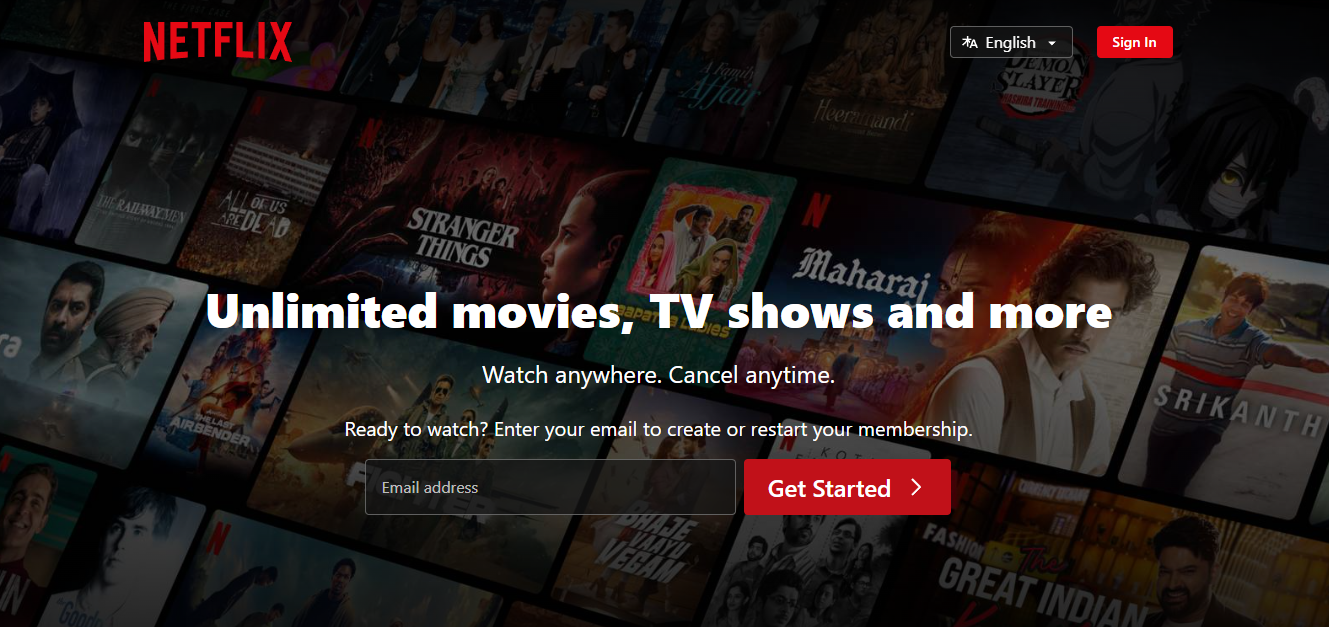 NETFLIX
English
Sign In
A Family
Affair
Heeramandi
DEMON
SLAYER
HASHIRA TRAINING
THE RAILWAY MEN
ALL OF US
ARE DEAD
STRANGER
THINGS
Maharaj
Unlimited movies, TV shows and more
Watch anywhere. Cancel anytime.
SRIKANTH
AIRBENDER
Ready to watch? Enter your email to create or restart your membership.
Email address
Get Started
BHAJE
VAAYU
VEGAM
The
GREAT INDIAN